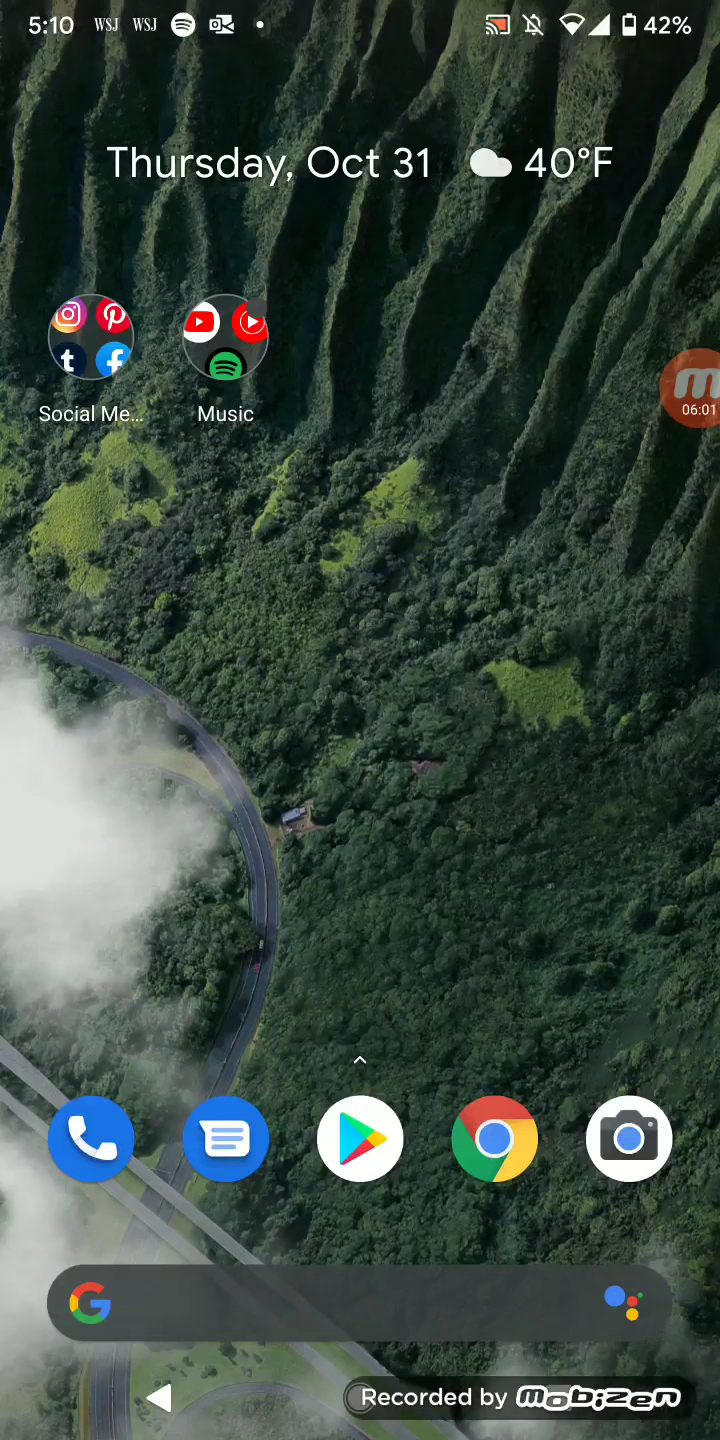 5:10 WSJ WSJ 42%
Thursday, Oct 31 40°F
Social Me... Music
06:01
Recorded by mobizen